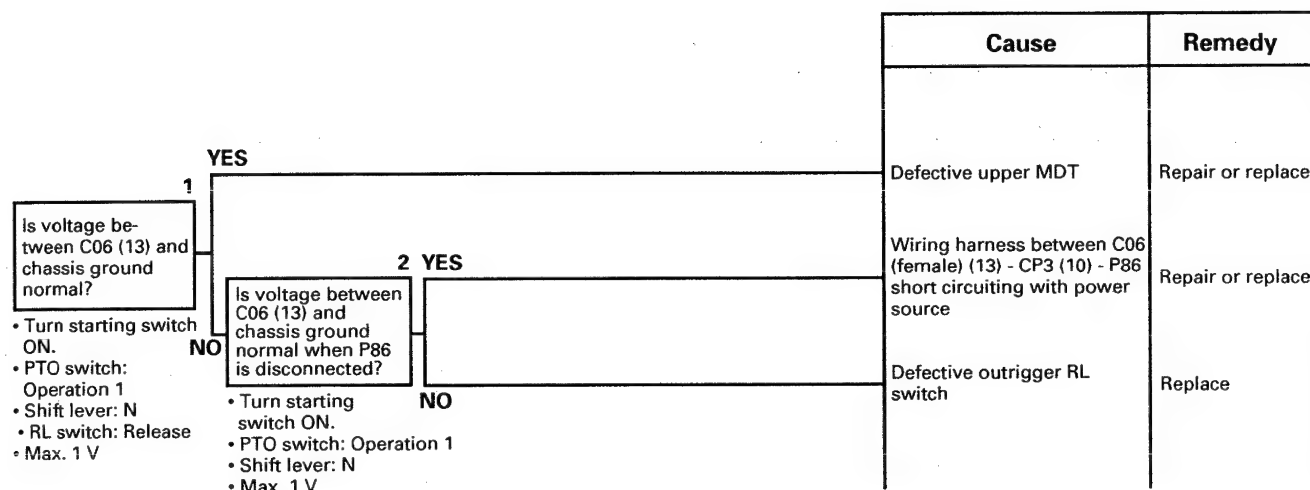 Cause
Remedy
YES
1
Is voltage be-
tween C06 (13) and
chassis ground
normal?
• Turn starting switch
ON.
• PTO switch:
Operation 1
• Shift lever: N
• RL switch: Release
• Max. 1 V
NO
2 YES
Is voltage between
C06 (13) and
chassis ground
normal when P86
is disconnected?
• Turn starting
switch ON.
• PTO switch: Operation 1
• Shift lever: N
• Max. 1 V
NO
Defective upper MDT
Repair or replace
Wiring harness between C06
(female) (13) - CP3 (10) - P86
short circuiting with power
source
Repair or replace
Defective outrigger RL
switch
Replace